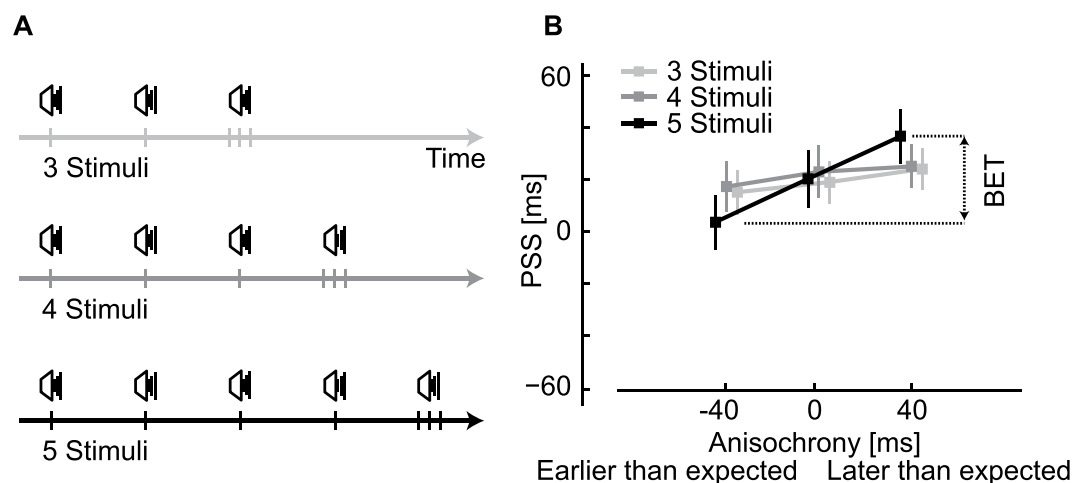 A
3 Stimuli
Time
4 Stimuli
5 Stimuli
B
60
3 Stimuli
4 Stimuli
5 Stimuli
BET
PSS [ms]
0
−60
-40 0 40
Anisochrony [ms]
Earlier than expected Later than expected